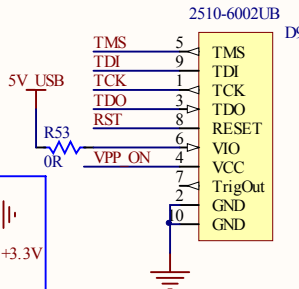 2510-6002UB
TMS 5 TMS
TDI 9 TDI
5V_USB TCK 1 TCK
TDO 3 TDO
RST 8 RESET
R53 6 VIO
0R VPP_ON 4 VCC
7 TrigOut
2 GND
10 GND
+3.3V